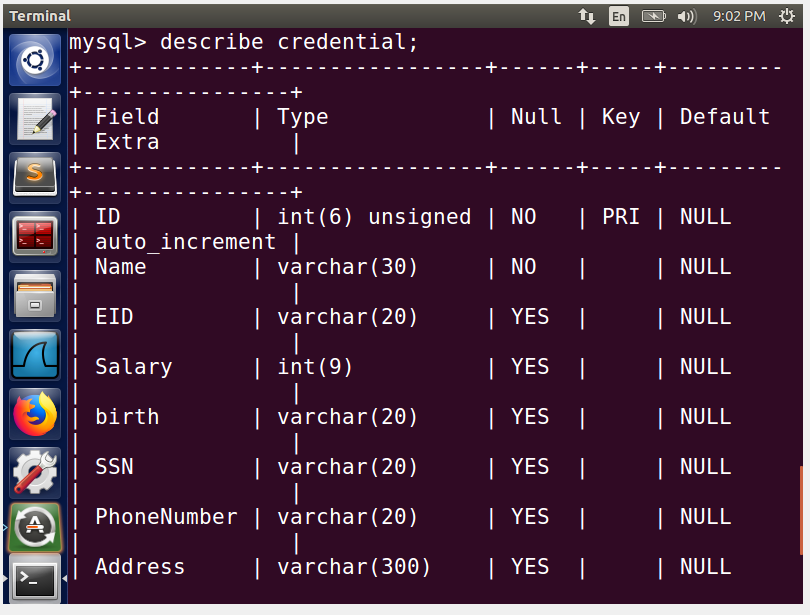 Terminal En 9:02 PM
mysql> describe credential;
+-------------+-----------------+------+-----+---------
+----------------+
| Field       | Type            | Null | Key | Default
| Extra          |
+-------------+-----------------+------+-----+---------
+----------------+
| ID          | int(6) unsigned | NO   | PRI | NULL
| auto_increment |
| Name        | varchar(30)     | NO   |     | NULL
|                |
| EID         | varchar(20)     | YES  |     | NULL
|                |
| Salary      | int(9)          | YES  |     | NULL
|                |
| birth       | varchar(20)     | YES  |     | NULL
|                |
| SSN         | varchar(20)     | YES  |     | NULL
|                |
| PhoneNumber | varchar(20)     | YES  |     | NULL
|                |
| Address     | varchar(300)    | YES  |     | NULL